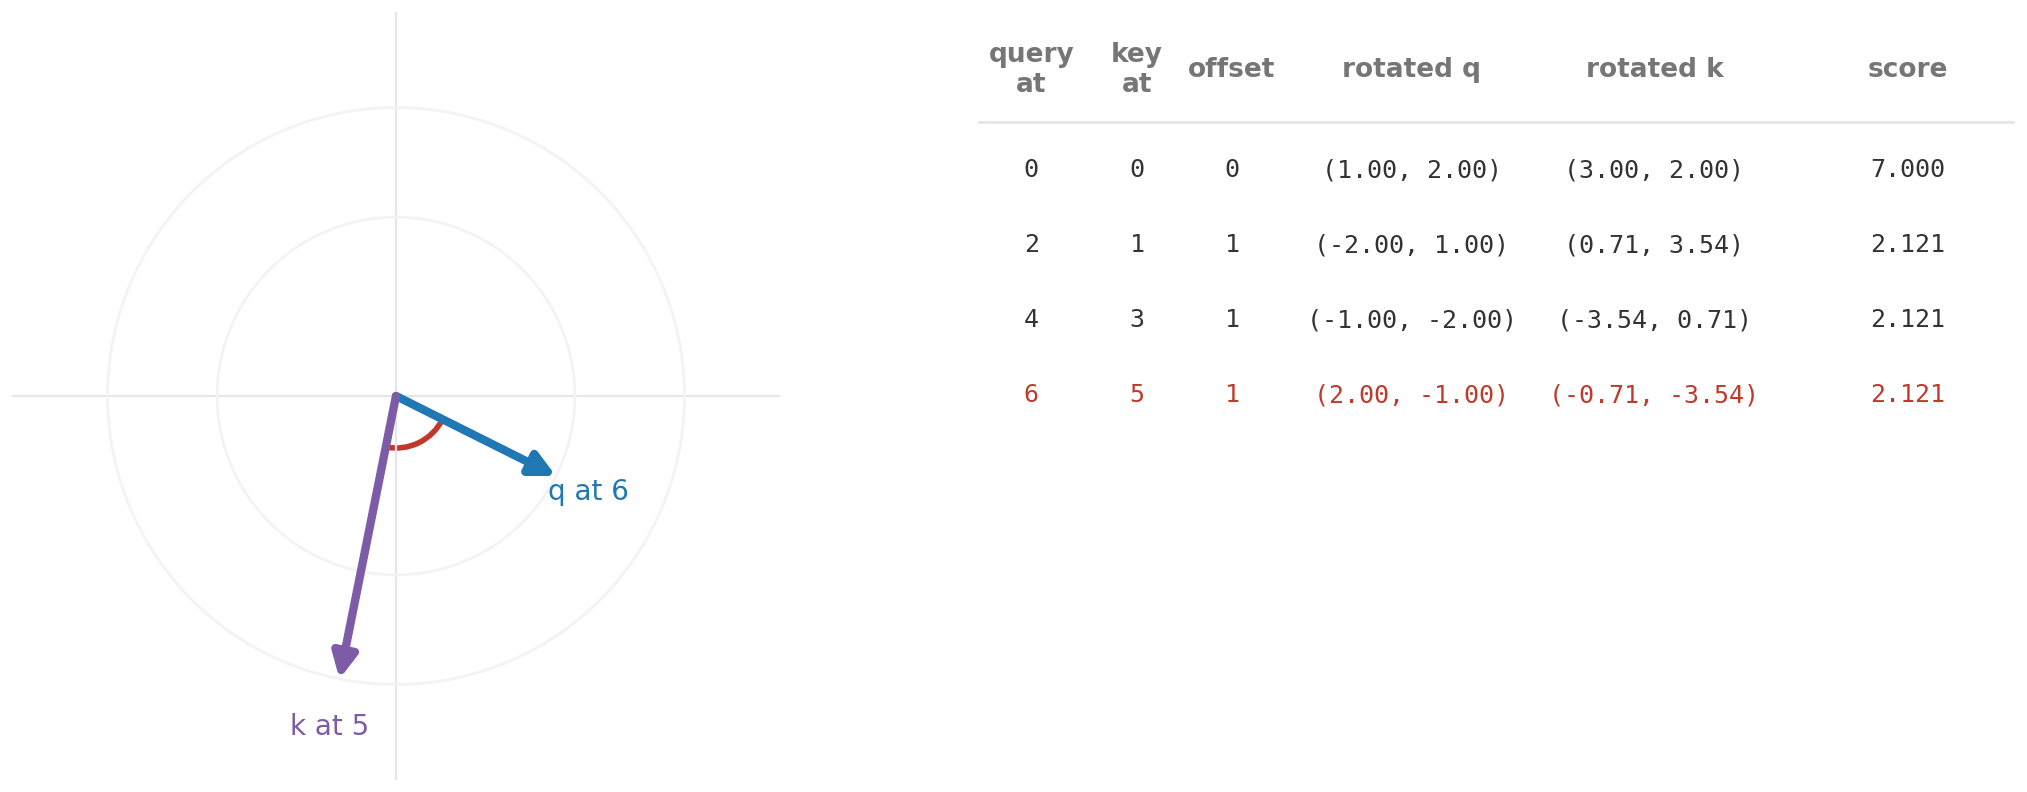 query at key at offset rotated q rotated k score
0 0 0 (1.00, 2.00) (3.00, 2.00) 7.000
2 1 1 (-2.00, 1.00) (0.71, 3.54) 2.121
4 3 1 (-1.00, -2.00) (-3.54, 0.71) 2.121
6 5 1 (2.00, -1.00) (-0.71, -3.54) 2.121
q at 6
k at 5